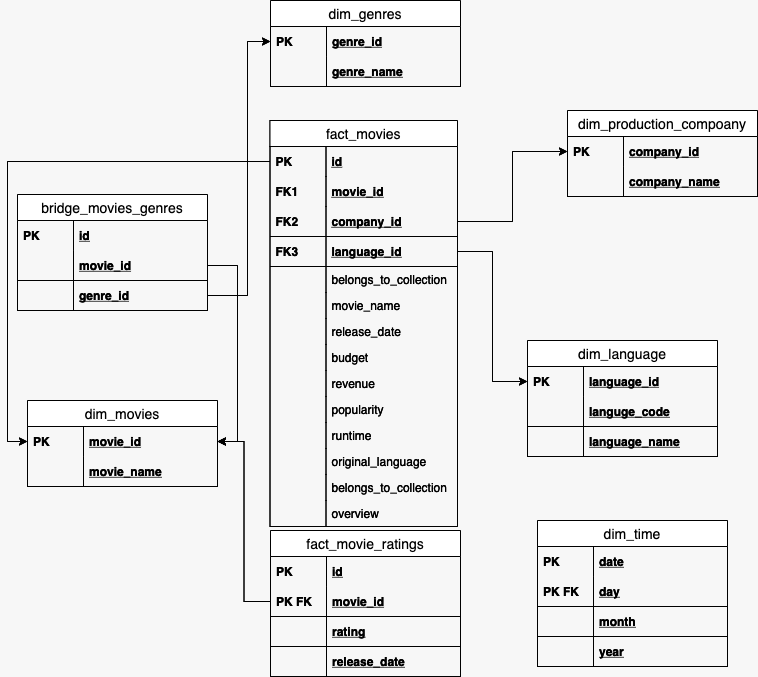 dim_genres
PK genre_id
genre_name
fact_movies
PK id
FK1 movie_id
FK2 company_id
FK3 language_id
belongs_to_collection
movie_name
release_date
budget
revenue
popularity
runtime
original_language
belongs_to_collection
overview
dim_production_compoany
PK company_id
company_name
bridge_movies_genres
PK id
movie_id
genre_id
dim_language
PK language_id
languge_code
language_name
dim_movies
PK movie_id
movie_name
fact_movie_ratings
PK id
PK FK movie_id
rating
release_date
dim_time
PK date
PK FK day
month
year